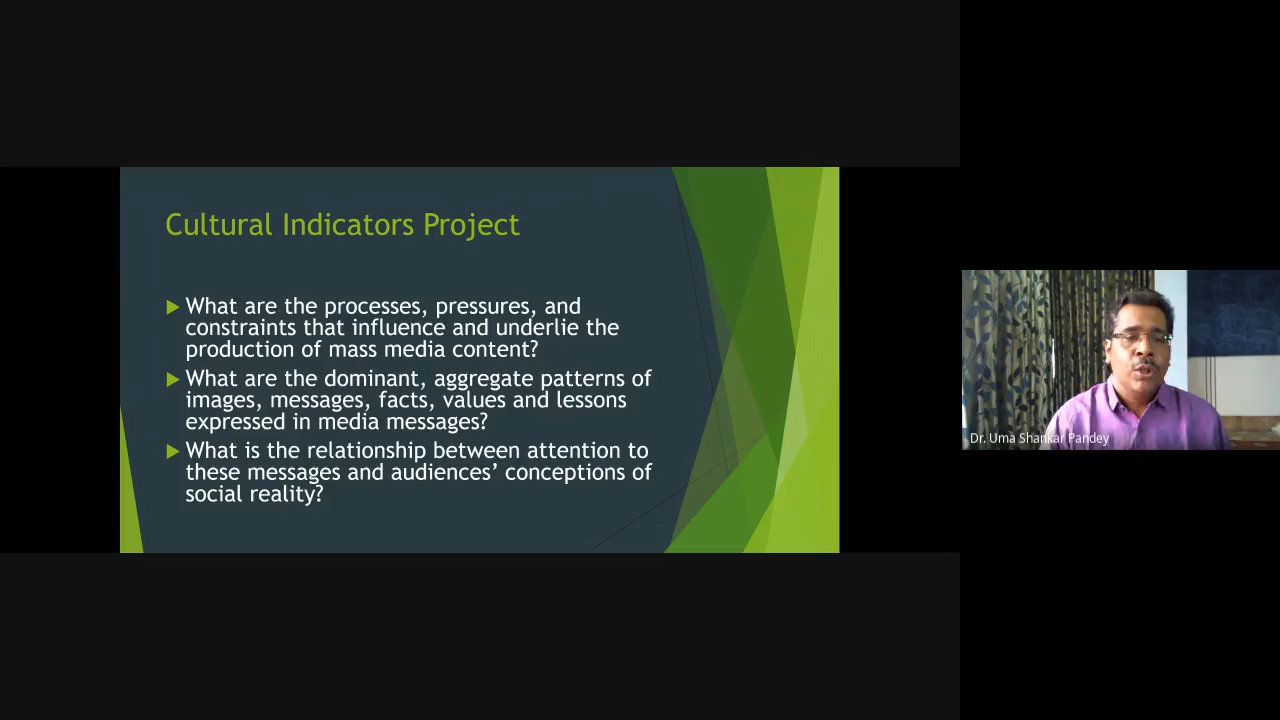 Cultural Indicators Project
What are the processes, pressures, and
constraints that influence and underlie the
production of mass media content?
What are the dominant, aggregate patterns of
images, messages, facts, values and lessons
expressed in media messages?
What is the relationship between attention to
these messages and audiences’ conceptions of
social reality?
Dr. Uma Shankar Pandey